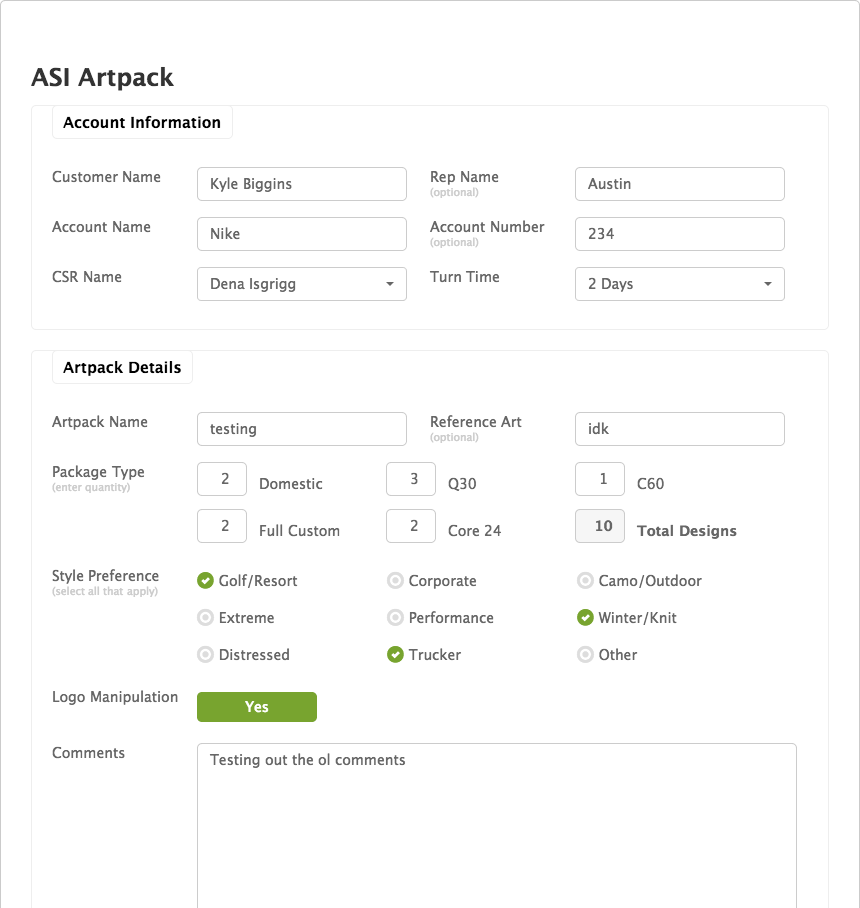 ASI Artpack
Account Information
Customer Name Kyle Biggins Rep Name Austin
(optional)
Account Name Nike Account Number 234
(optional)
CSR Name Dena Isgrigg Turn Time 2 Days
Artpack Details
Artpack Name testing Reference Art idk
(optional)
Package Type 2 Domestic 3 Q30 1 C60
(enter quantity)
2 Full Custom 2 Core 24 10 Total Designs
Style Preference Golf/Resort Corporate Camo/Outdoor
(select all that apply)
Extreme Performance Winter/Knit
Distressed Trucker Other
Logo Manipulation Yes
Comments Testing out the ol comments